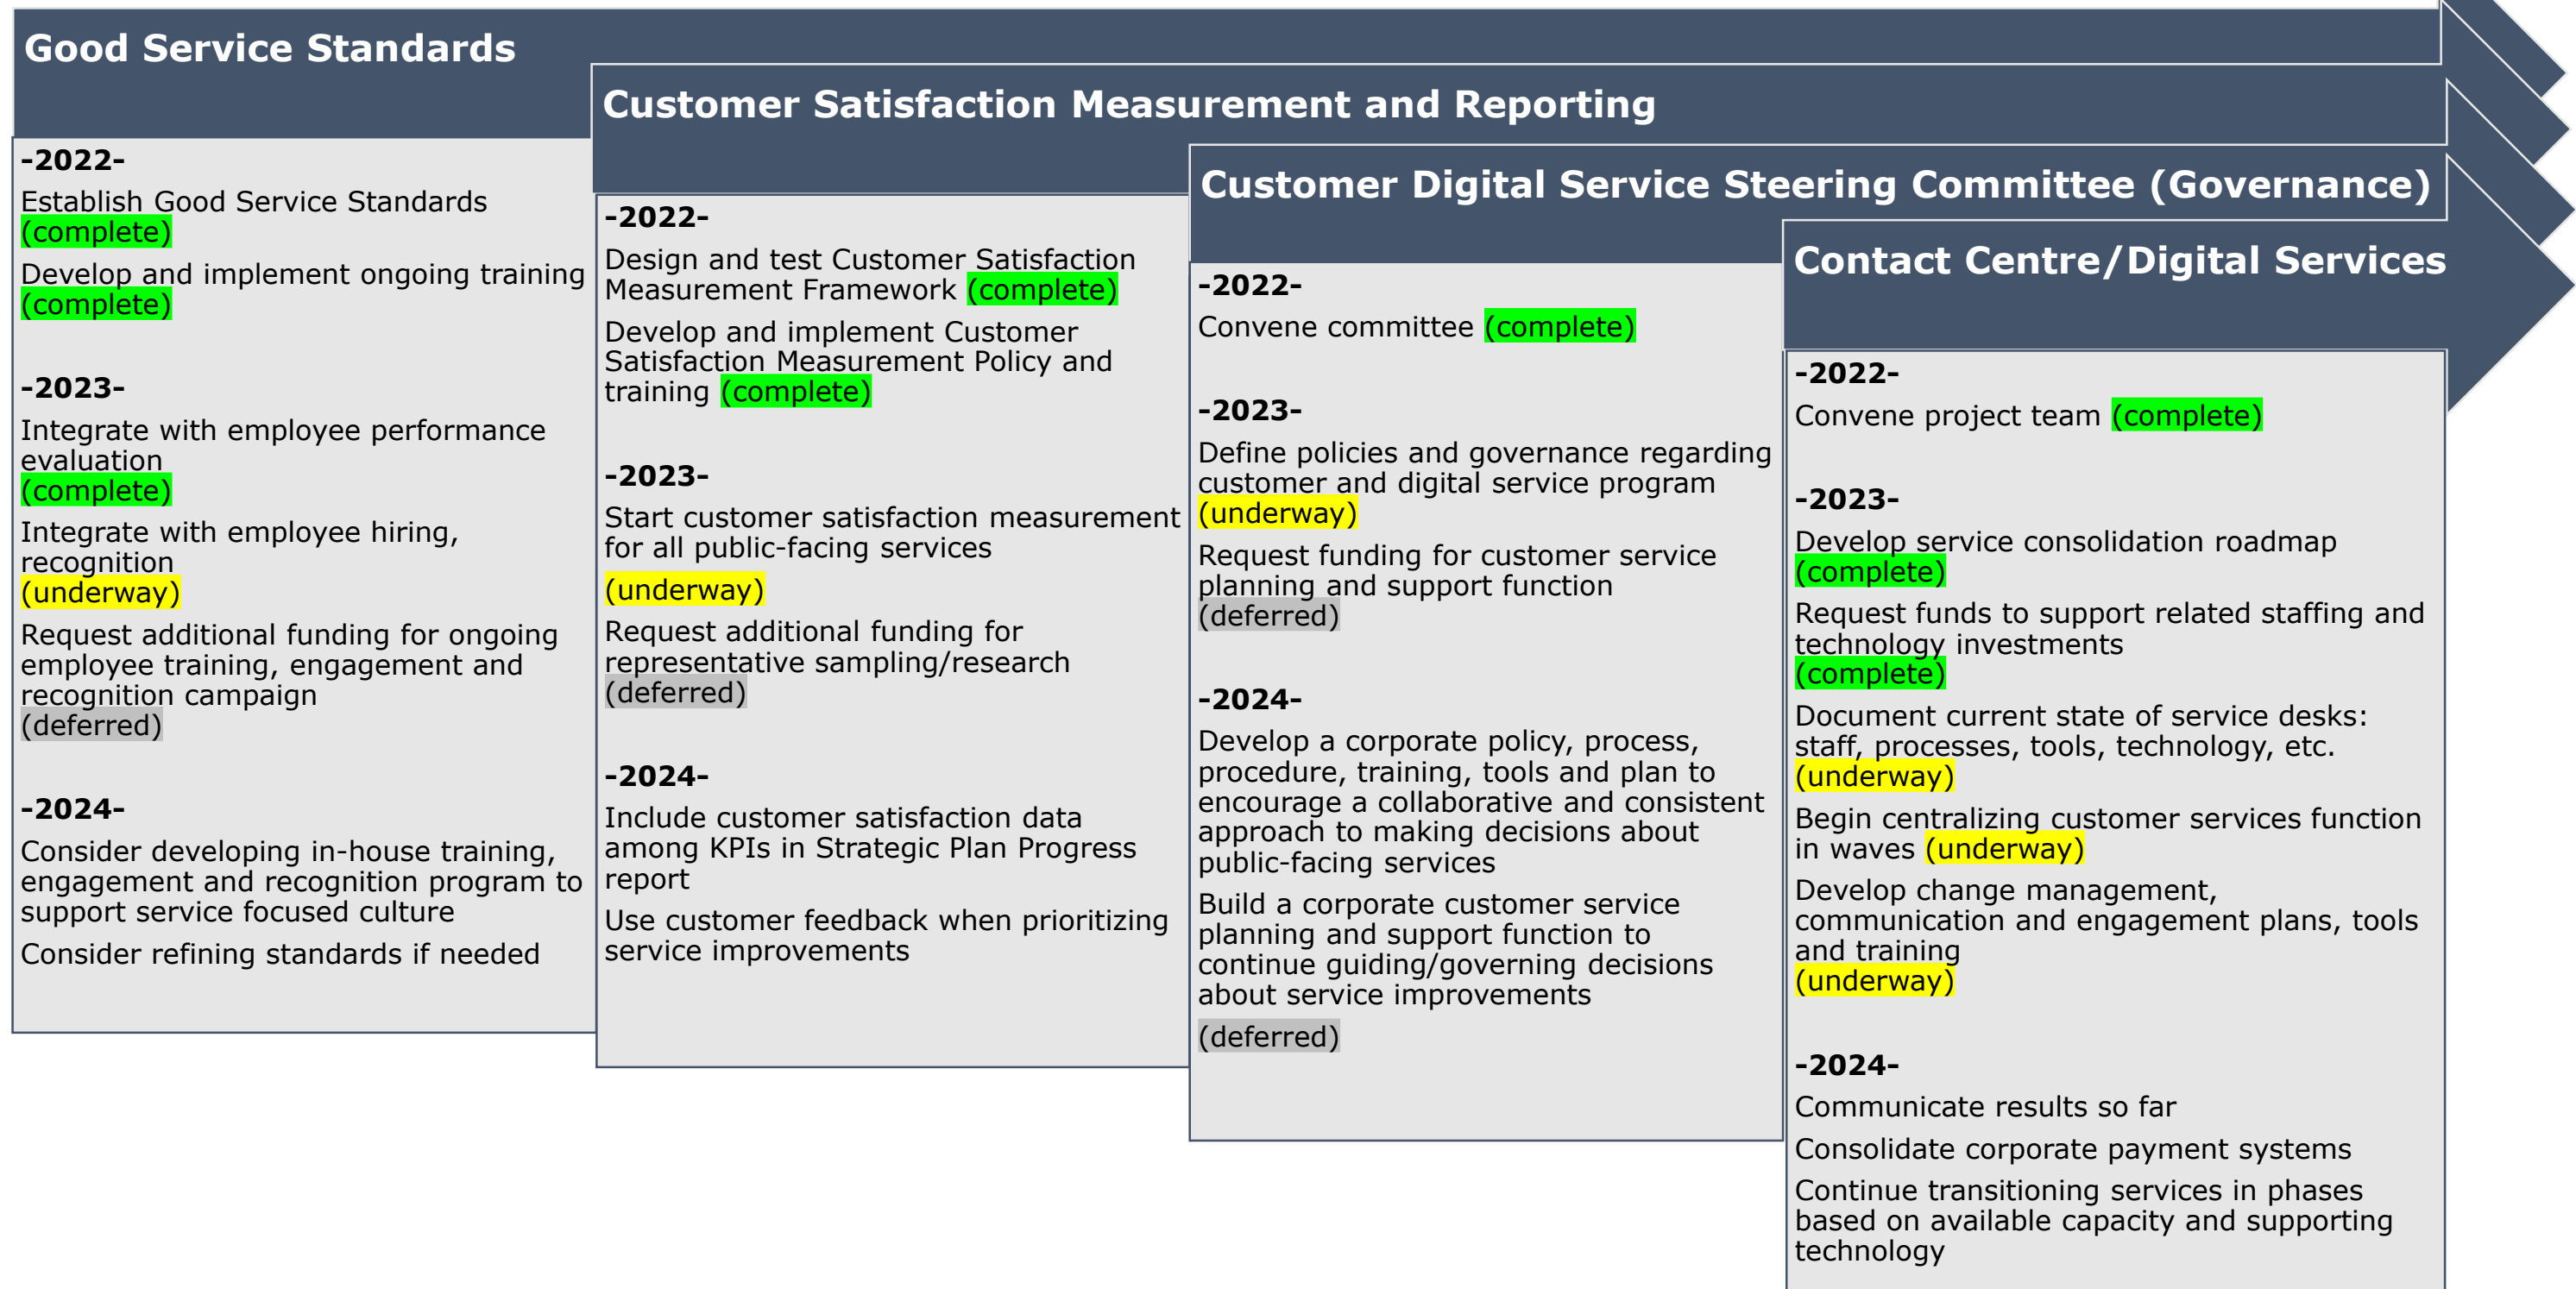 Good Service Standards
-2022-
Establish Good Service Standards
(complete)
Develop and implement ongoing training
(complete)
-2023-
Integrate with employee performance
evaluation
(complete)
Integrate with employee hiring,
recognition
(underway)
Request additional funding for ongoing
employee training, engagement and
recognition campaign
(deferred)
-2024-
Consider developing in-house training,
engagement and recognition program to
support service focused culture
Consider refining standards if needed
Customer Satisfaction Measurement and Reporting
-2022-
Design and test Customer Satisfaction
Measurement Framework (complete)
Develop and implement Customer
Satisfaction Measurement Policy and
training (complete)
-2023-
Start customer satisfaction measurement
for all public-facing services
(underway)
Request additional funding for
representative sampling/research
(deferred)
-2024-
Include customer satisfaction data
among KPIs in Strategic Plan Progress
report
Use customer feedback when prioritizing
service improvements
Customer Digital Service Steering Committee (Governance)
-2022-
Convene committee (complete)
-2023-
Define policies and governance regarding
customer and digital service program
(underway)
Request funding for customer service
planning and support function
(deferred)
-2024-
Develop a corporate policy, process,
procedure, training, tools and plan to
encourage a collaborative and consistent
approach to making decisions about
public-facing services
Build a corporate customer service
planning and support function to
continue guiding/governing decisions
about service improvements
(deferred)
Contact Centre/Digital Services
-2022-
Convene project team (complete)
-2023-
Develop service consolidation roadmap
(complete)
Request funds to support related staffing and
technology investments
(complete)
Document current state of service desks:
staff, processes, tools, technology, etc.
(underway)
Begin centralizing customer services function
in waves (underway)
Develop change management,
communication and engagement plans, tools
and training
(underway)
-2024-
Communicate results so far
Consolidate corporate payment systems
Continue transitioning services in phases
based on available capacity and supporting
technology